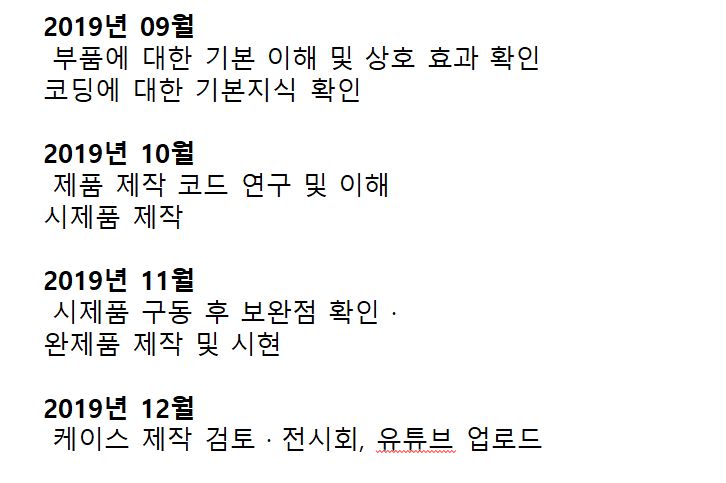 2019년 09월
부품에 대한 기본 이해 및 상호 효과 확인
코딩에 대한 기본지식 확인
2019년 10월
제품 제작 코드 연구 및 이해
시제품 제작
2019년 11월
시제품 구동 후 보완점 확인 ·
완제품 제작 및 시현
2019년 12월
케이스 제작 검토 · 전시회, 유튜브 업로드